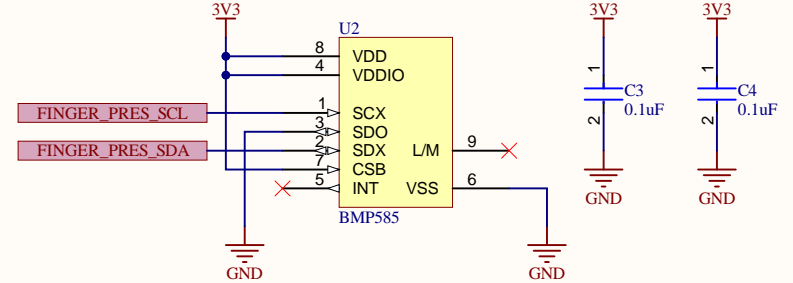 3V3
3V3
3V3
U2
8 VDD
4 VDDIO
1 SCX
FINGER_PRES_SCL
3 SDO
2 SDX
FINGER_PRES_SDA
L/M 9
7 CSB
5 INT
VSS 6
BMP585
GND
GND
1
C3
0.1uF
2
GND
1
C4
0.1uF
2
GND